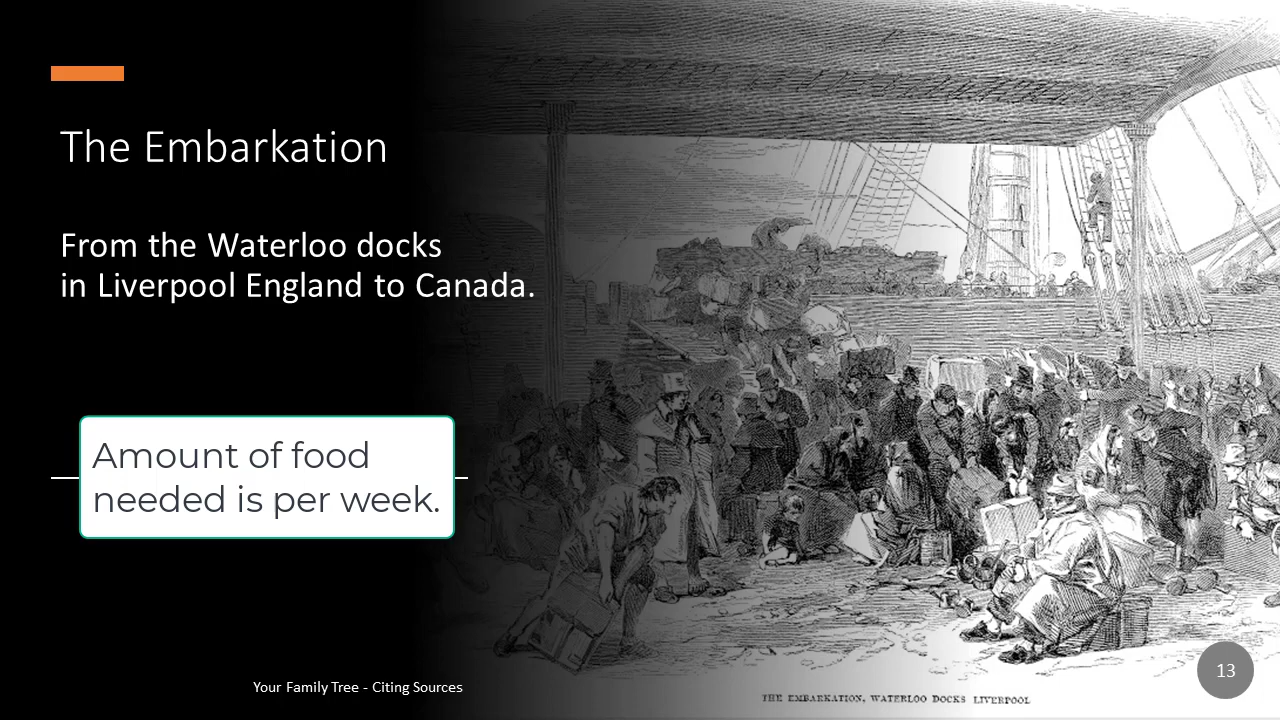 The Embarkation
From the Waterloo docks
in Liverpool England to Canada.
Amount of food
needed is per week.
Your Family Tree - Citing Sources
THE EMBARKATION, WATERLOO DOCKS LIVERPOOL
13